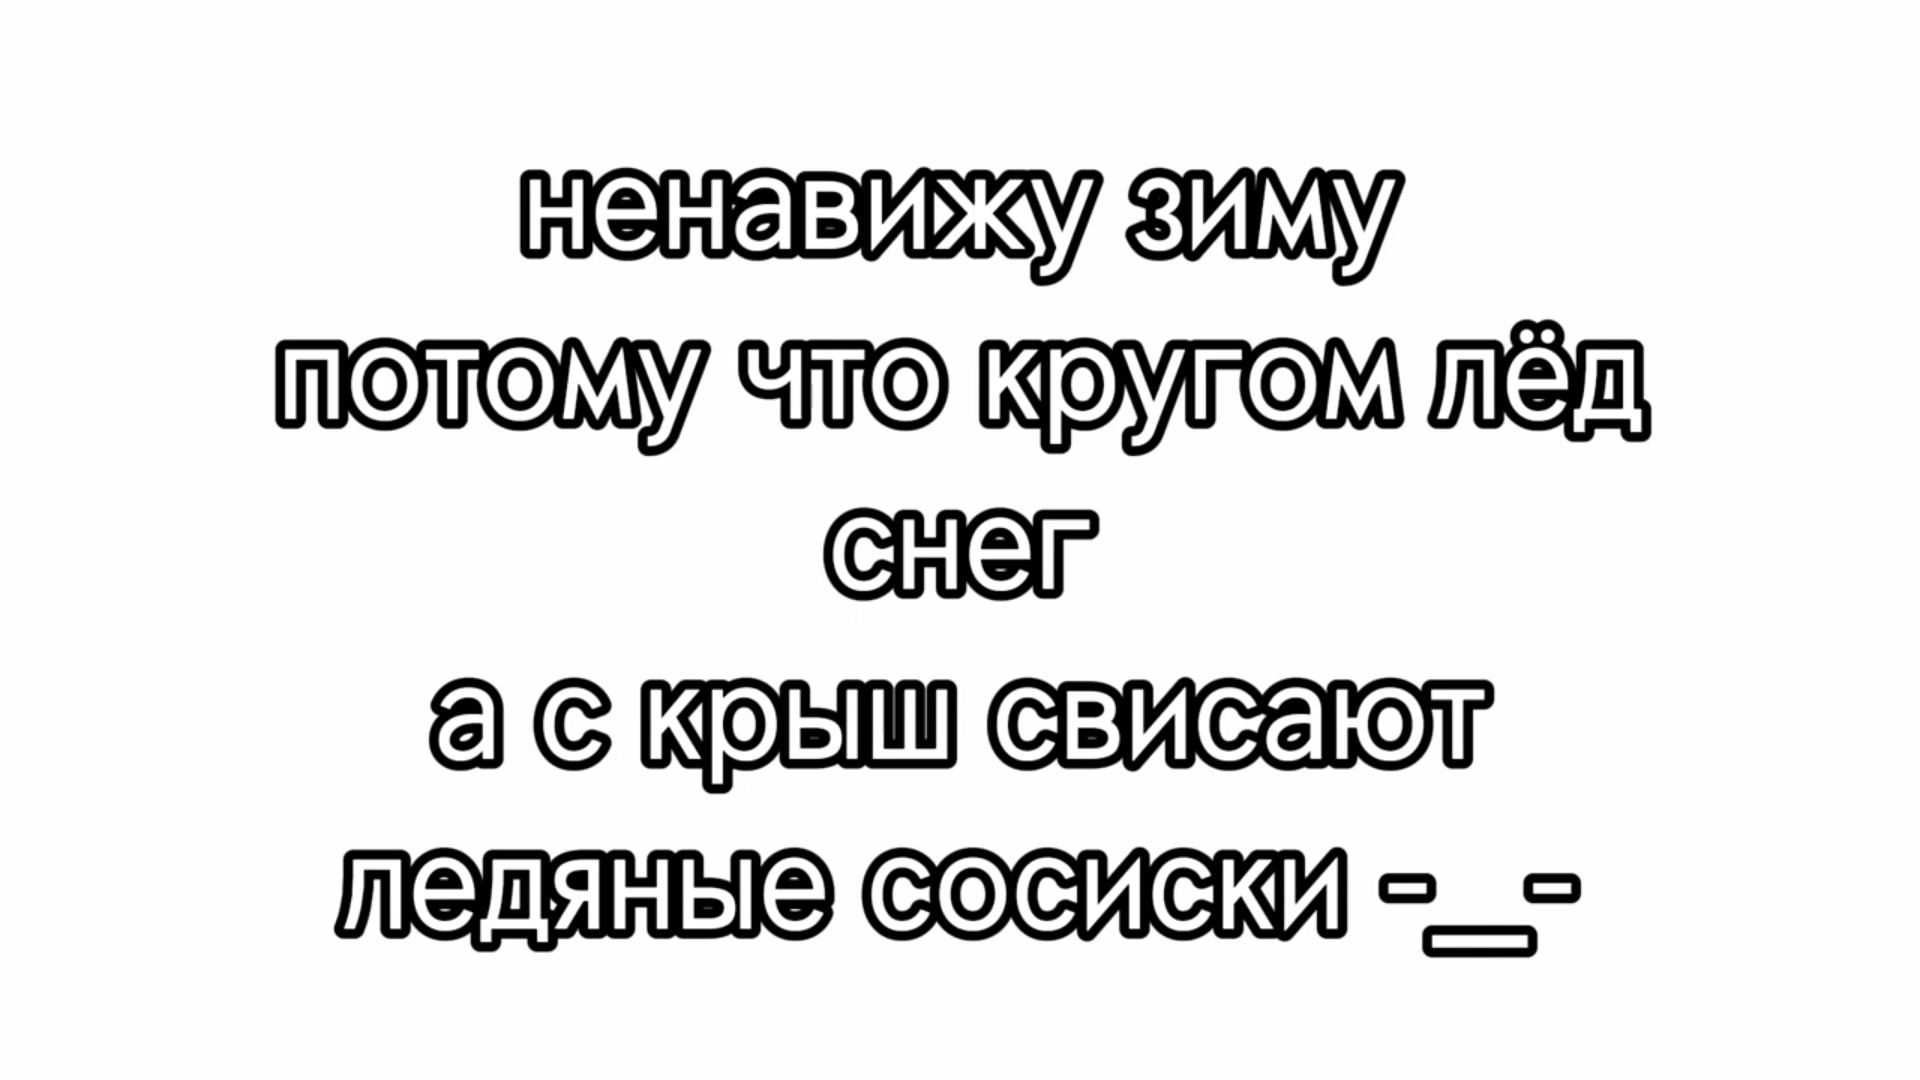 ненавижу зиму
потому что кругом лёд
снег
а с крыш свисают
ледяные сосиски -_-